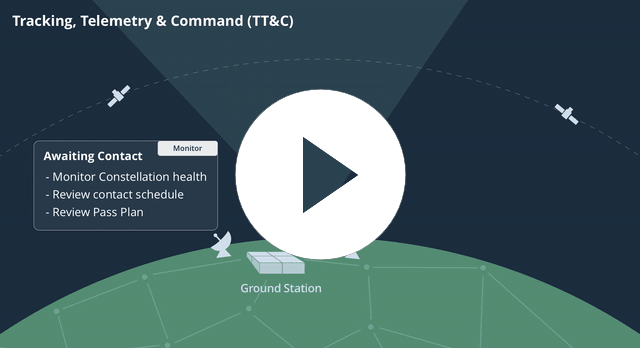 Tracking, Telemetry & Command (TT&C)
Monitor
Awaiting Contact
- Monitor Constellation health
- Review contact schedule
- Review Pass Plan
Ground Station